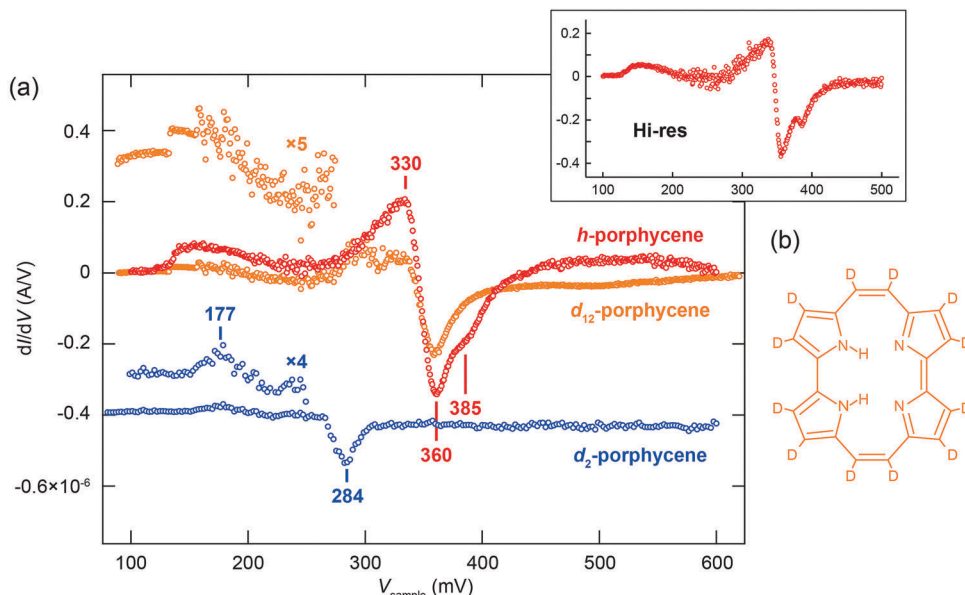 (a)
dI/dV (A/V)
0.4
0.2
0
-0.2
-0.4
-0.6×10⁻⁶
100
200
300
400
500
600
V sample (mV)
×5
330
h-porphycene
d₁₂-porphycene
177
×4
385
360
d₂-porphycene
284
0.2
0
-0.2
-0.4
Hi-res
100
200
300
400
500
(b)
D
D
D
D
N
H
N
D
D
D
H
N
N
D
D
D
D
D